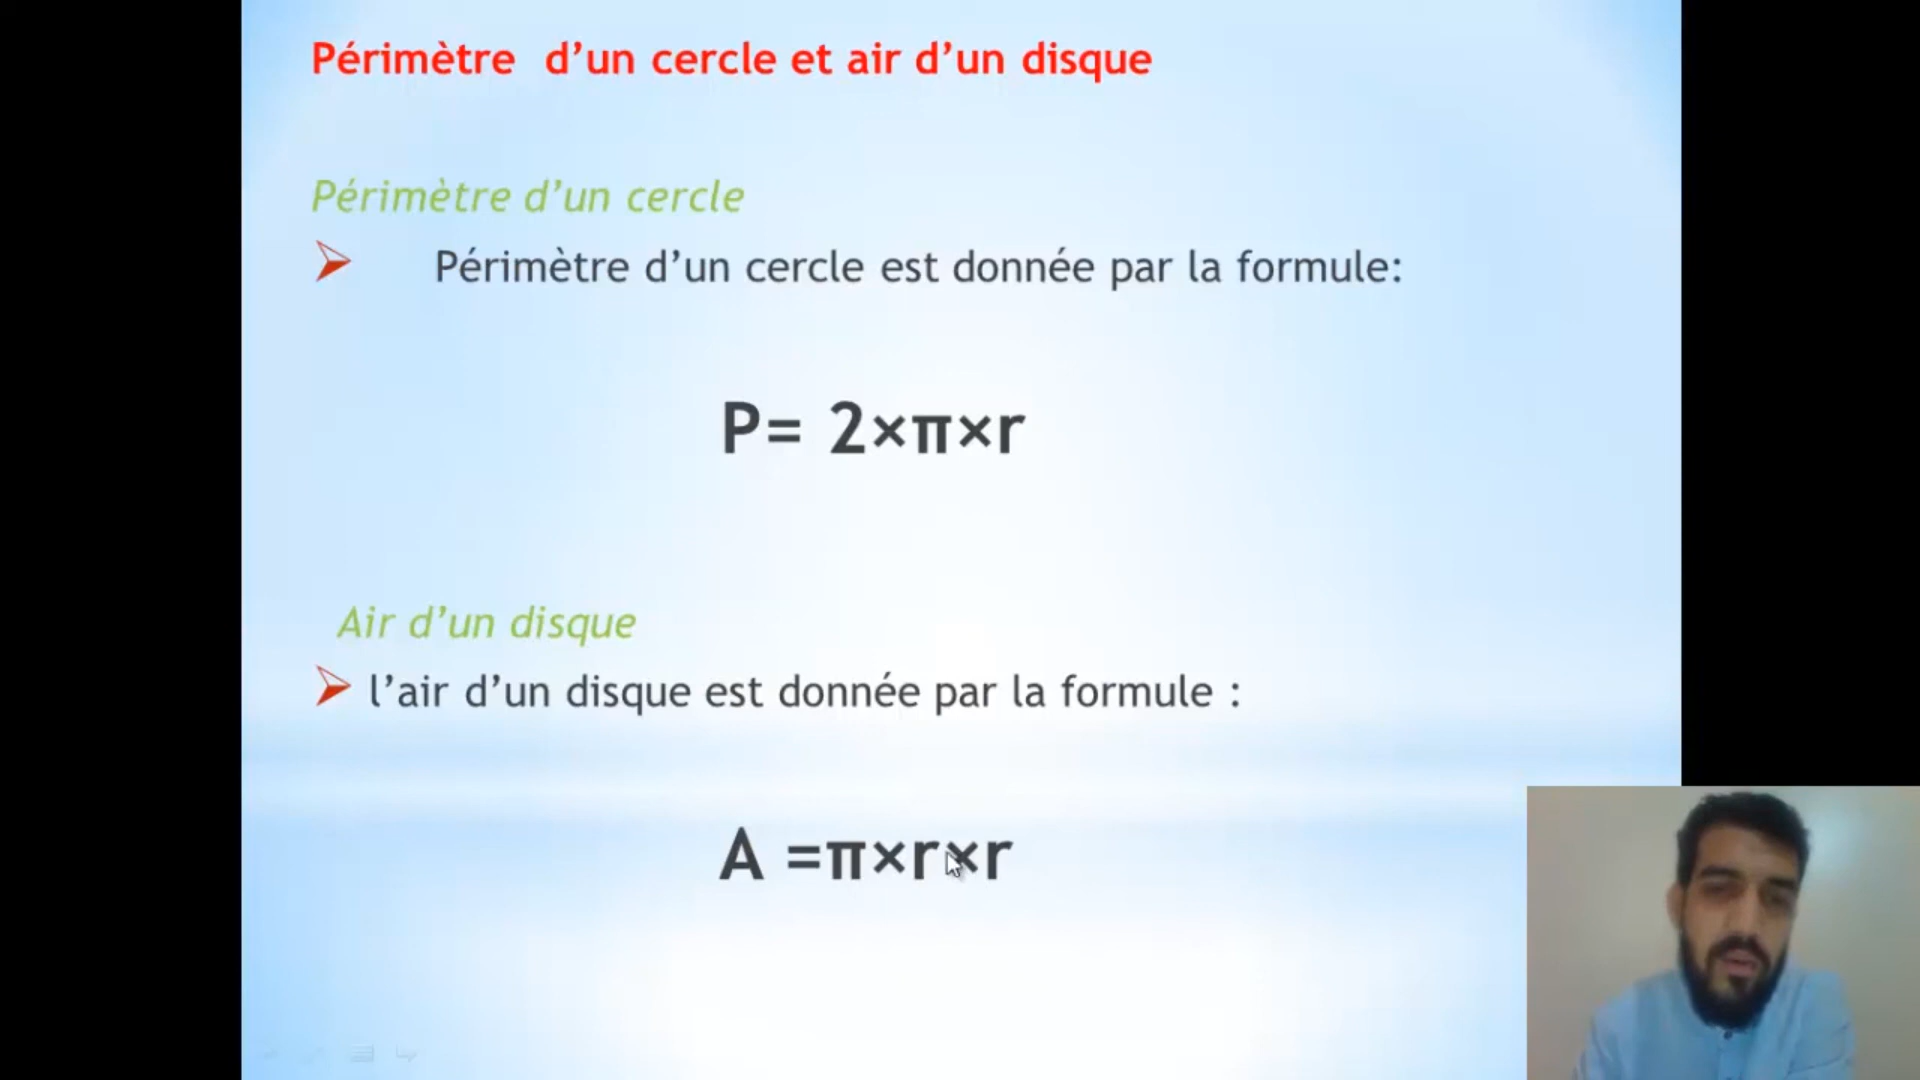 Périmètre d’un cercle et air d’un disque
Périmètre d’un cercle
Périmètre d’un cercle est donnée par la formule:
P= 2×π×r
Air d’un disque
l’air d’un disque est donnée par la formule :
A =π×r×r